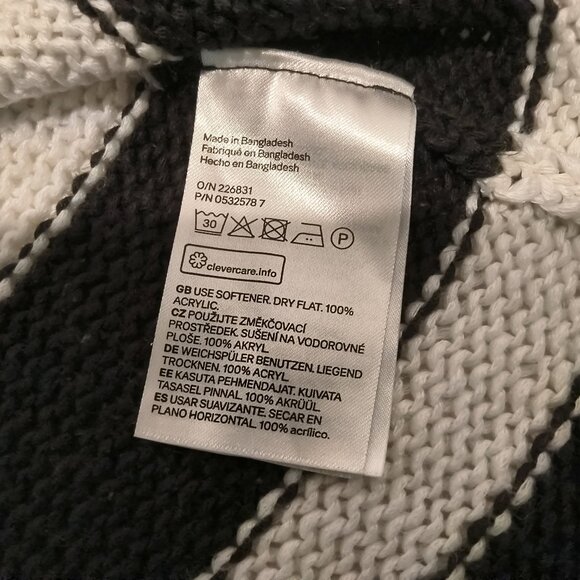 Made in Bangladesh
Fabriqué en Bangladesh
Hecho en Bangladesh
O/N 226831
P/N 0532578 7
30 P
clevercare.info
GB USE SOFTENER. DRY FLAT. 100%
ACRYLIC.
CZ POUŽIJTE ZMĚKČOVACÍ
PROSTŘEDEK. SUŠENÍ NA VODOROVNÉ
PLOŠE. 100% AKRYL.
DE WEICHSPÜLER BENUTZEN. LIEGEND
TROCKNEN. 100% ACRYL.
EE KASUTA PEHMENDAJAT. KUIVATA
TASASEL PINNAL. 100% AKRÜÜL.
ES USAR SUAVIZANTE. SECAR EN
PLANO HORIZONTAL. 100% acrílico.